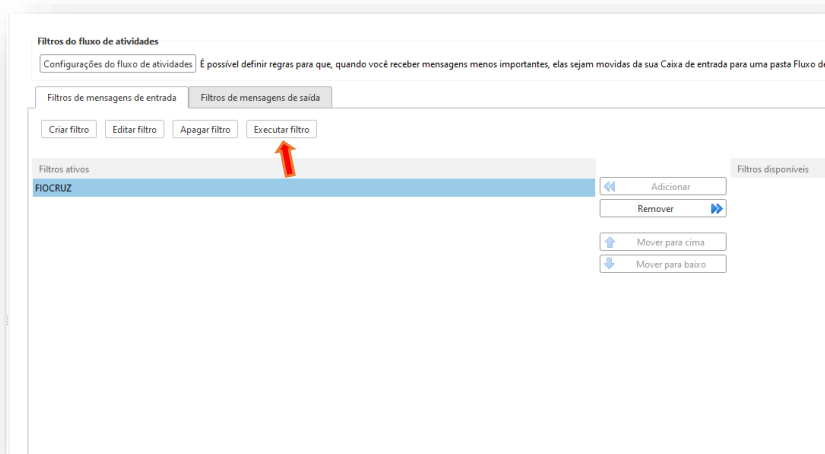 Filtros do fluxo de atividades
Configurações do fluxo de atividades É possível definir regras para que, quando você receber mensagens menos importantes, elas sejam movidas da sua Caixa de entrada para uma pasta Fluxo de
Filtros de mensagens de entrada Filtros de mensagens de saída
Criar filtro Editar filtro Apagar filtro Executar filtro
Filtros ativos Filtros disponíveis
FIOCRUZ
Adicionar
Remover
Mover para cima
Mover para baixo